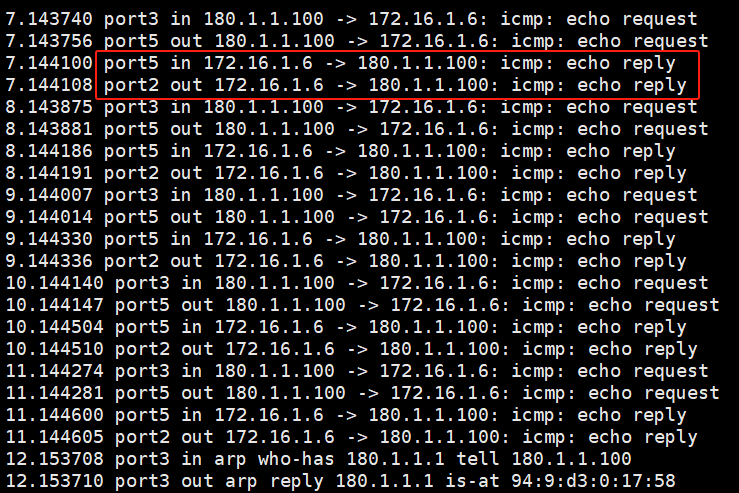 7.143740 port3 in 180.1.1.100 -> 172.16.1.6: icmp: echo request
7.143756 port5 out 180.1.1.100 -> 172.16.1.6: icmp: echo request
7.144100 port5 in 172.16.1.6 -> 180.1.1.100: icmp: echo reply
7.144108 port2 out 172.16.1.6 -> 180.1.1.100: icmp: echo reply
8.143875 port3 in 180.1.1.100 -> 172.16.1.6: icmp: echo request
8.143881 port5 out 180.1.1.100 -> 172.16.1.6: icmp: echo request
8.144186 port5 in 172.16.1.6 -> 180.1.1.100: icmp: echo reply
8.144191 port2 out 172.16.1.6 -> 180.1.1.100: icmp: echo reply
9.144007 port3 in 180.1.1.100 -> 172.16.1.6: icmp: echo request
9.144014 port5 out 180.1.1.100 -> 172.16.1.6: icmp: echo request
9.144330 port5 in 172.16.1.6 -> 180.1.1.100: icmp: echo reply
9.144336 port2 out 172.16.1.6 -> 180.1.1.100: icmp: echo reply
10.144140 port3 in 180.1.1.100 -> 172.16.1.6: icmp: echo request
10.144147 port5 out 180.1.1.100 -> 172.16.1.6: icmp: echo request
10.144504 port5 in 172.16.1.6 -> 180.1.1.100: icmp: echo reply
10.144510 port2 out 172.16.1.6 -> 180.1.1.100: icmp: echo reply
11.144274 port3 in 180.1.1.100 -> 172.16.1.6: icmp: echo request
11.144281 port5 out 180.1.1.100 -> 172.16.1.6: icmp: echo request
11.144600 port5 in 172.16.1.6 -> 180.1.1.100: icmp: echo reply
11.144605 port2 out 172.16.1.6 -> 180.1.1.100: icmp: echo reply
12.153708 port3 in arp who-has 180.1.1.1 tell 180.1.1.100
12.153710 port3 out arp reply 180.1.1.1 is-at 94:9:d3:0:17:58